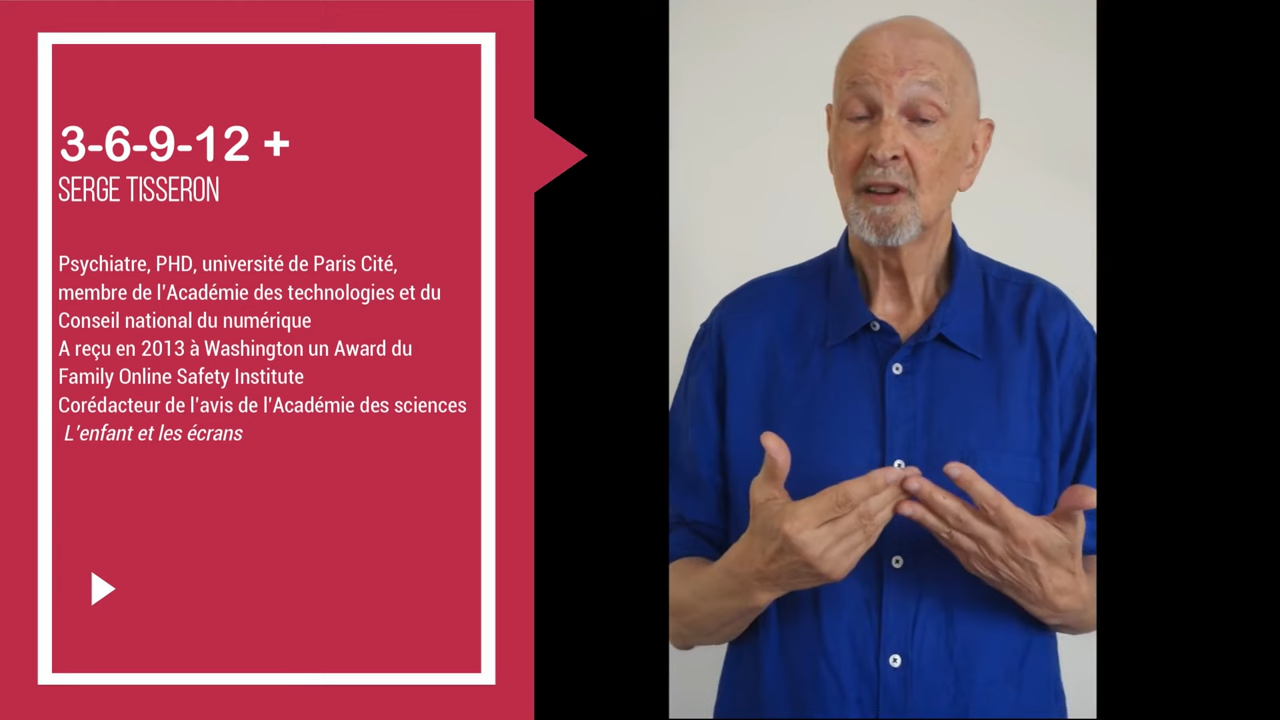 3-6-9-12 +
SERGE TISSERON
Psychiatre, PHD, université de Paris Cité,
membre de l'Académie des technologies et du
Conseil national du numérique
A reçu en 2013 à Washington un Award du
Family Online Safety Institute
Corédacteur de l'avis de l'Académie des sciences
L'enfant et les écrans